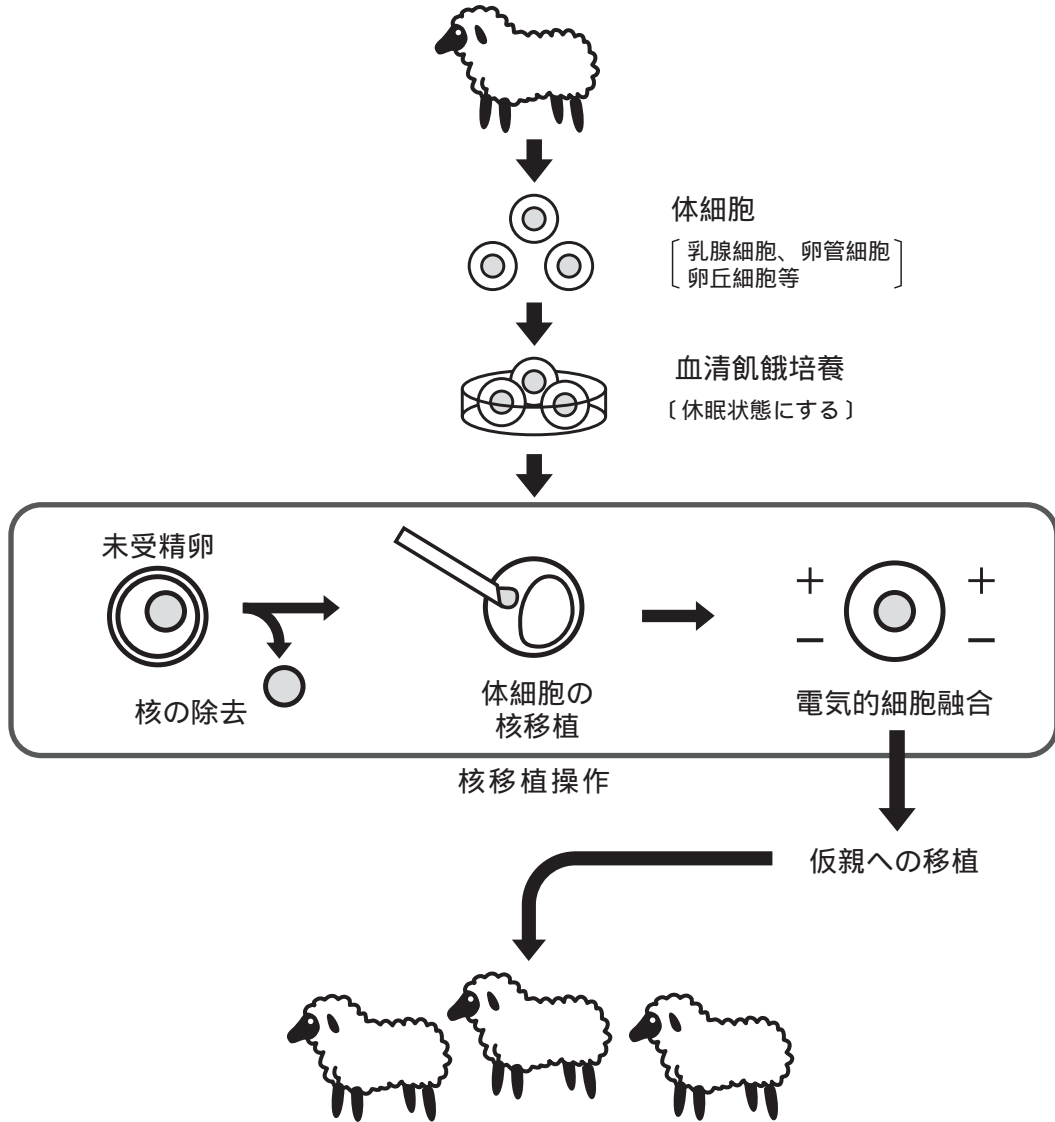 体細胞
乳腺細胞、卵管細胞
卵丘細胞等
血清飢餓培養
〔休眠状態にする〕
未受精卵
核の除去
体細胞の
核移植
+ +
− −
電気的細胞融合
核移植操作
仮親への移植